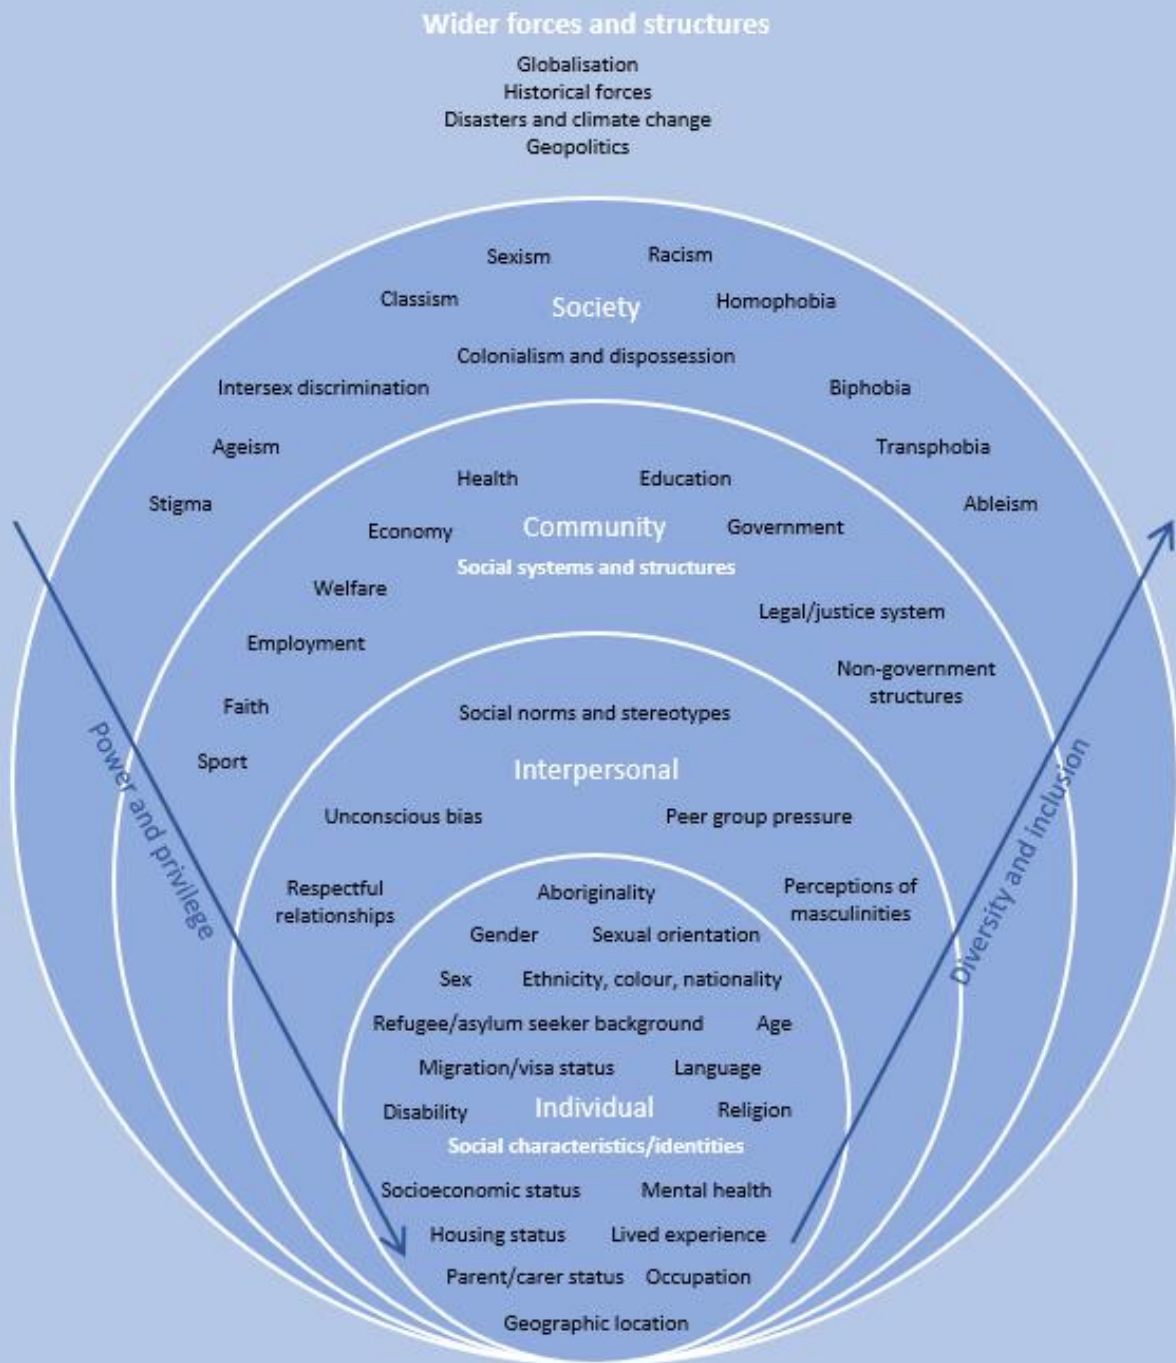 Wider forces and structures
Globalisation
Historical forces
Disasters and climate change
Geopolitics
Sexism
Racism
Classism
Society
Homophobia
Colonialism and dispossession
Intersex discrimination
Biphobia
Ageism
Transphobia
Stigma
Ableism
Health
Education
Economy
Community
Government
Social systems and structures
Welfare
Legal/justice system
Employment
Non-government
structures
Faith
Social norms and stereotypes
Sport
Interpersonal
Power and privilege
Diversity and inclusion
Unconscious bias
Peer group pressure
Respectful
relationships
Perceptions of
masculinities
Aboriginality
Gender
Sexual orientation
Sex
Ethnicity, colour, nationality
Refugee/asylum seeker background
Age
Migration/visa status
Language
Disability
Individual
Religion
Social characteristics/identities
Socioeconomic status
Mental health
Housing status
Lived experience
Parent/carer status
Occupation
Geographic location